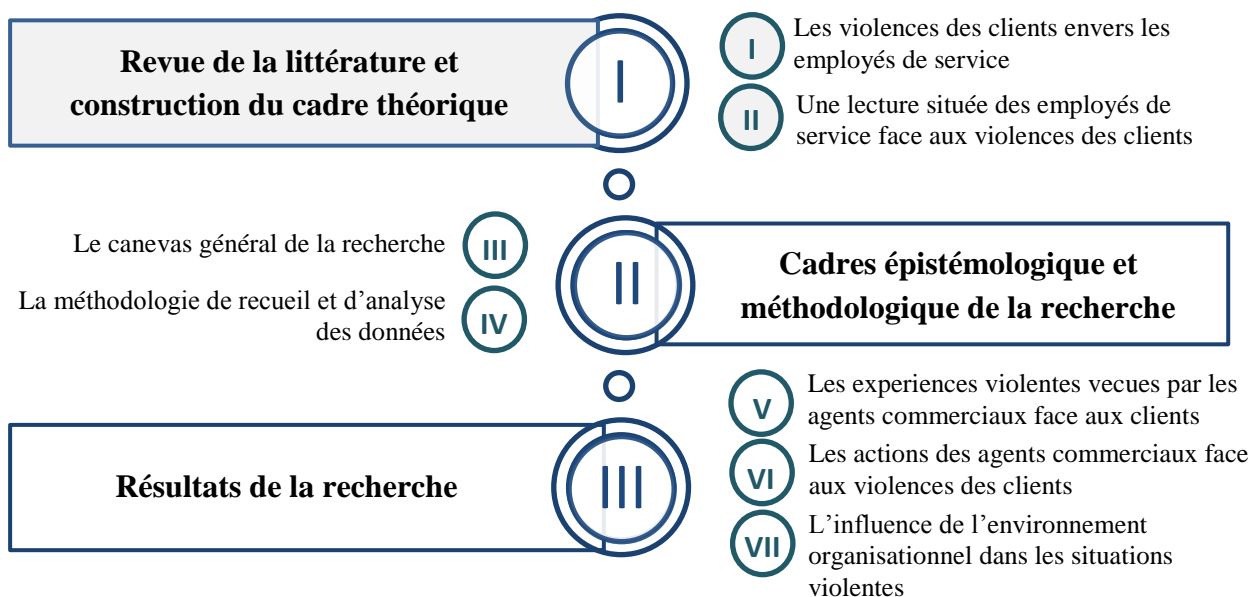 Revue de la littérature et
construction du cadre théorique
I
I
Les violences des clients envers les
employés de service
II
Une lecture située des employés de
service face aux violences des clients
Le canevas général de la recherche
III
La méthodologie de recueil et d’analyse
des données
IV
II
Cadres épistémologique et
méthodologique de la recherche
Résultats de la recherche
III
V
Les experiences violentes vecues par les
agents commerciaux face aux clients
VI
Les actions des agents commerciaux face
aux violences des clients
VII
L’influence de l’environnement
organisationnel dans les situations
violentes